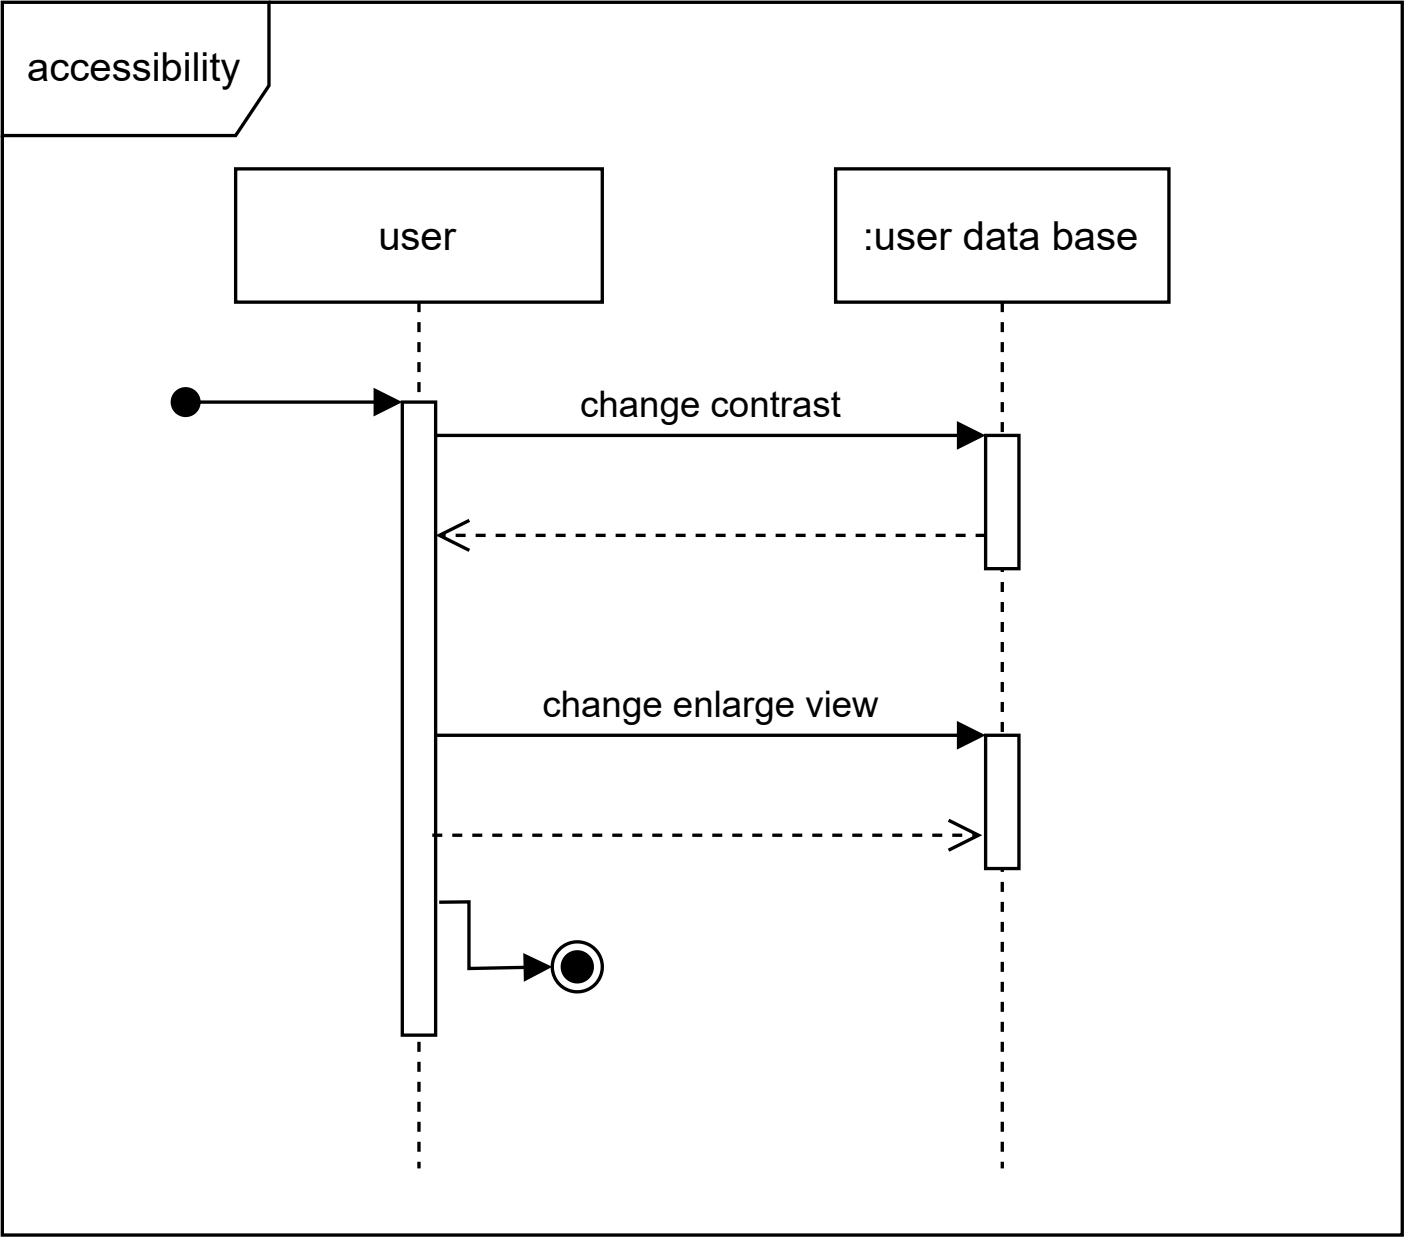 accessibility
user
:user data base
change contrast
change enlarge view